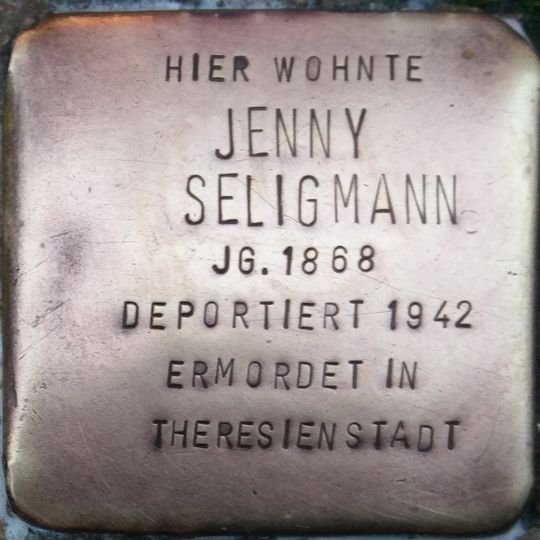 HIER WOHNTE
JENNY
SELIGMANN
JG. 1868
DEPORTIERT 1942
ERMORDET IN
THERESIENSTADT